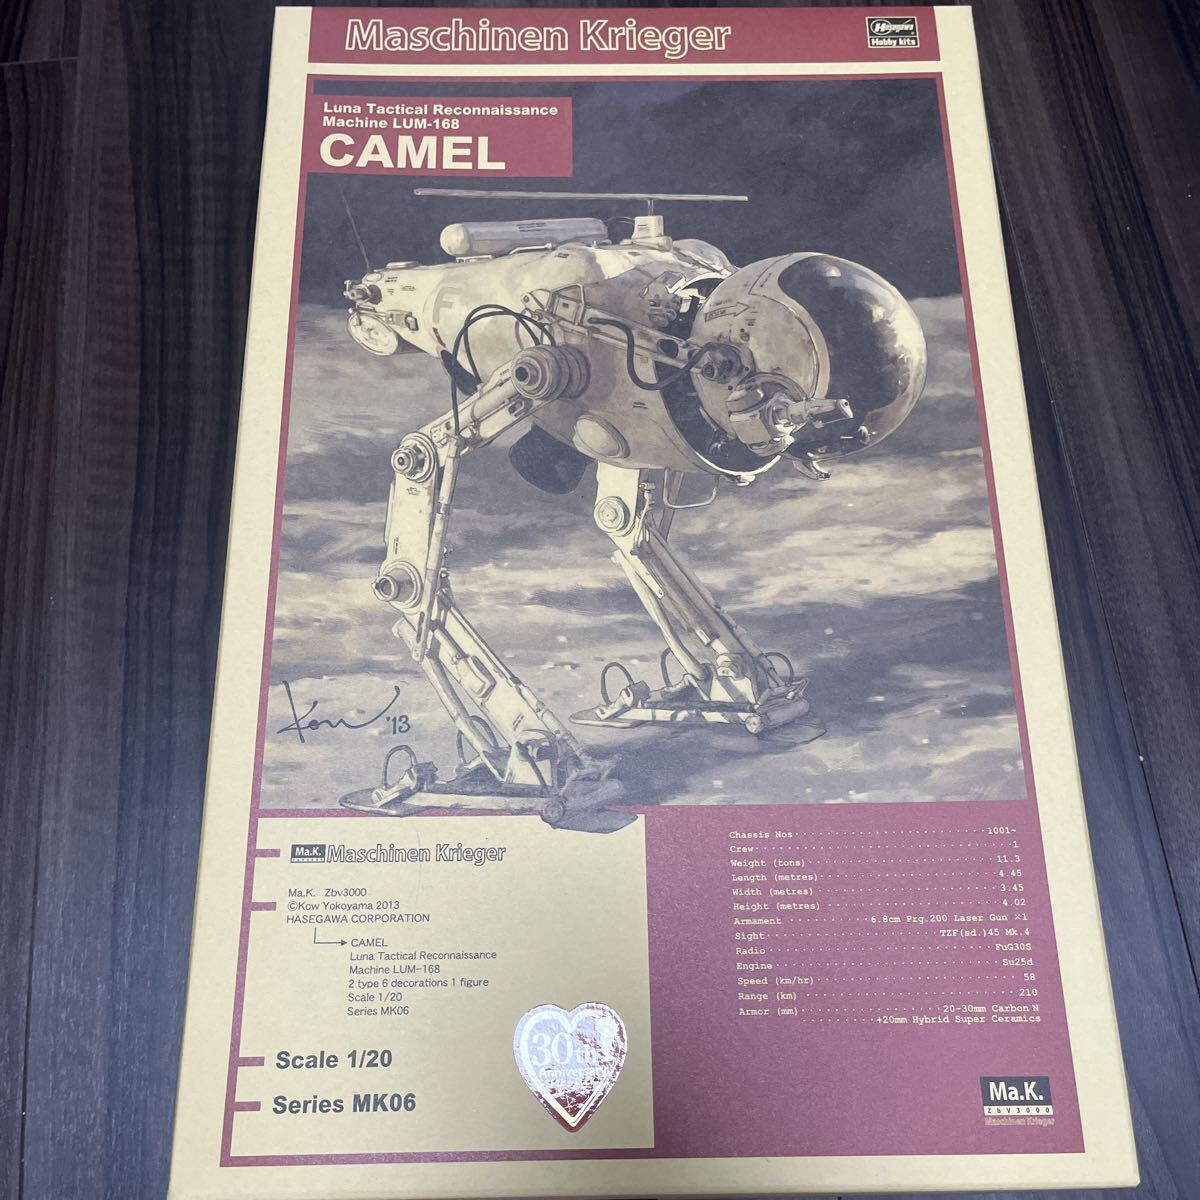 Maschinen Krieger
Hasegawa
Hobby kits
Luna Tactical Reconnaissance
Machine LUM-168
CAMEL
F
Kow '13
Ma.K. Maschinen Krieger
Ma.K. Zbv3000
©Kow Yokoyama 2013
HASEGAWA CORPORATION
CAMEL
Luna Tactical Reconnaissance
Machine LUM-168
2 type 6 decorations 1 figure
Scale 1/20
Series MK06
Scale 1/20
Series MK06
30th
Anniversary
Chassis Nos 1001~
Crew 1
Weight (tons) 11.3
Length (metres) 4.45
Width (metres) 3.45
Height (metres) 4.02
Armament 6.8cm Prg.200 Laser Gun ×1
Sight TZF(sd.)45 Mk.4
Radio FuG30S
Engine Su25d
Speed (km/hr) 58
Range (km) 210
Armor (mm) 20-30mm Carbon N
+20mm Hybrid Super Ceramics
Ma.K.
ZbV3000
Maschinen Krieger